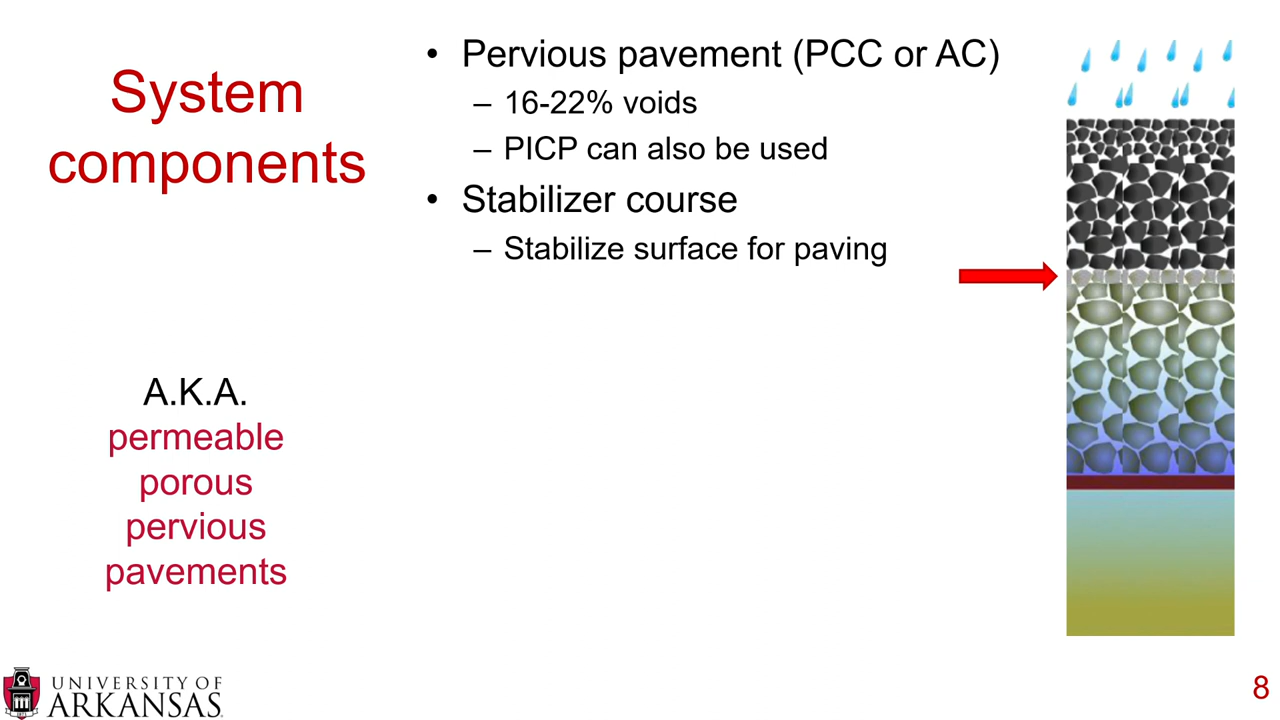 System
components
• Pervious pavement (PCC or AC)
– 16-22% voids
– PICP can also be used
• Stabilizer course
– Stabilize surface for paving
A.K.A.
permeable
porous
pervious
pavements
UNIVERSITY OF
ARKANSAS
8